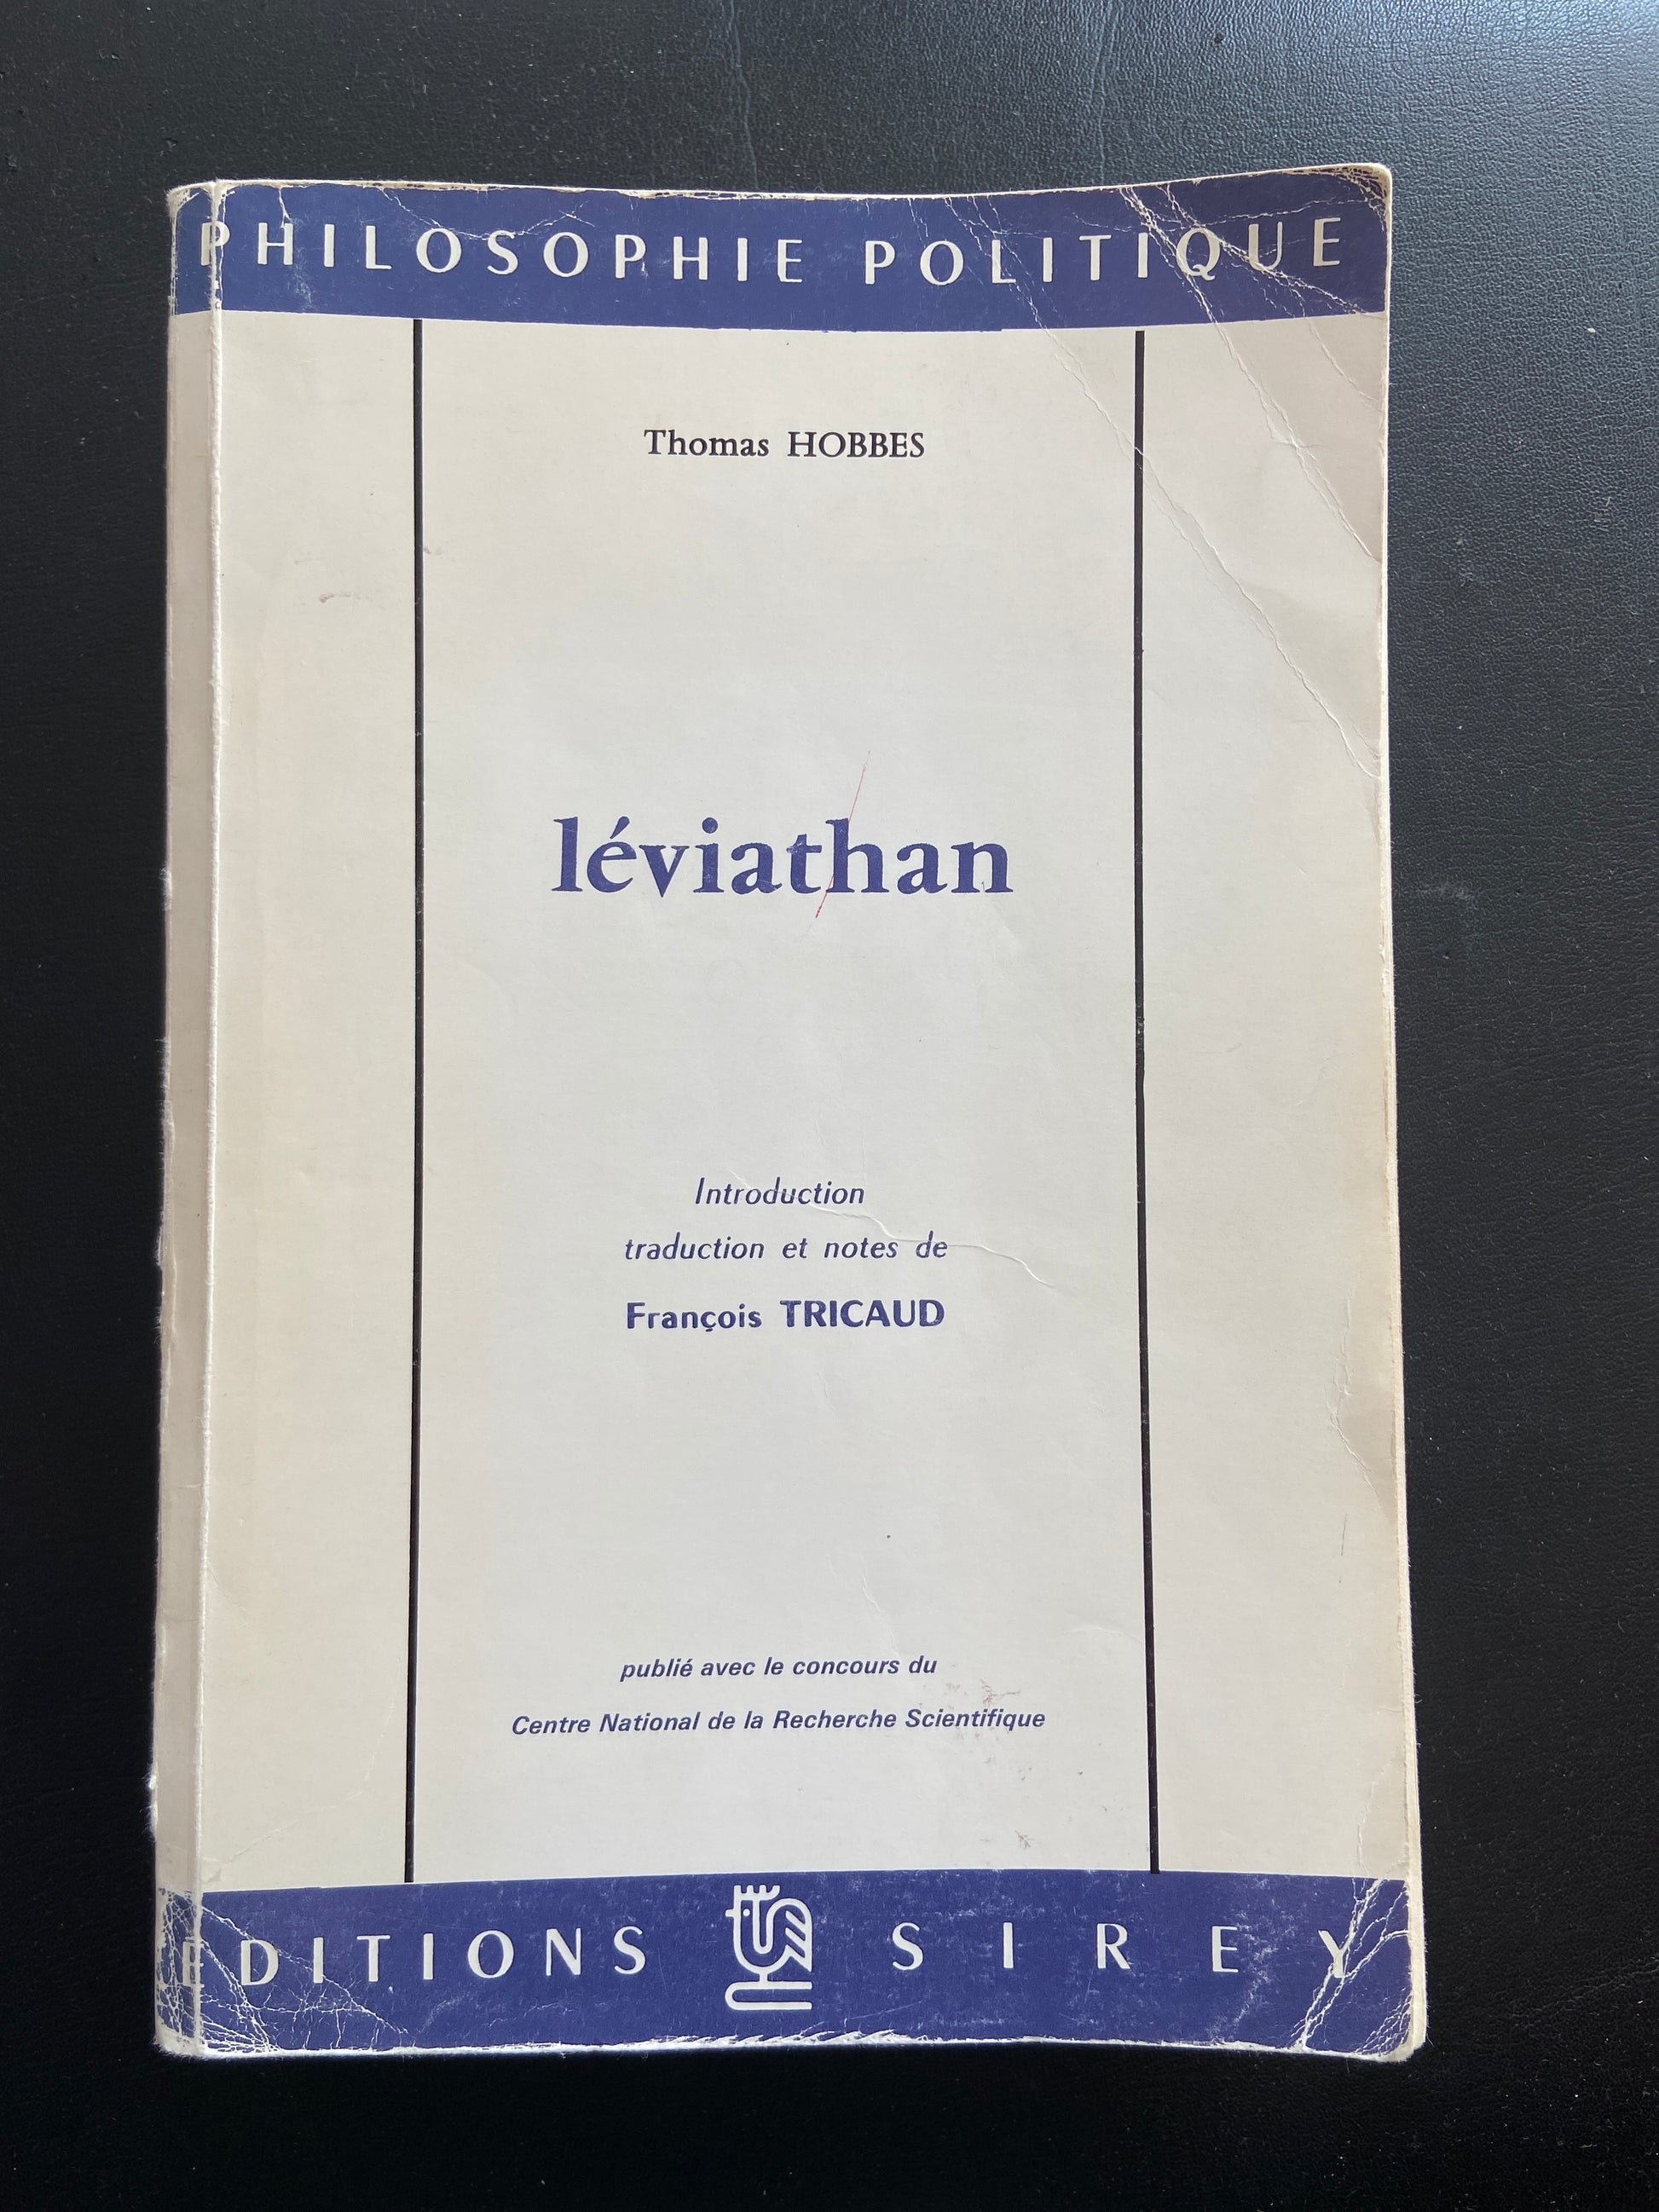 PHILOSOPHIE POLITIQUE
Thomas HOBBES
léviathan
Introduction
traduction et notes de
François TRICAUD
publié avec le concours du
Centre National de la Recherche Scientifique
EDITIONS SIREY